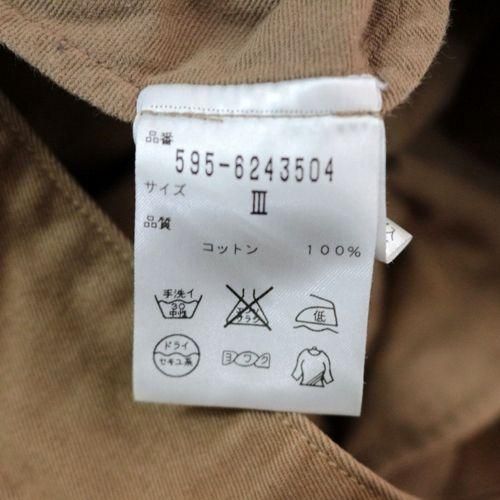 品番
595-6243504
サイズ
Ⅲ
品質
コットン 100%
手洗イ
30
中性
エンソ
サラシ
低
ドライ
セキユ系
ヨワク